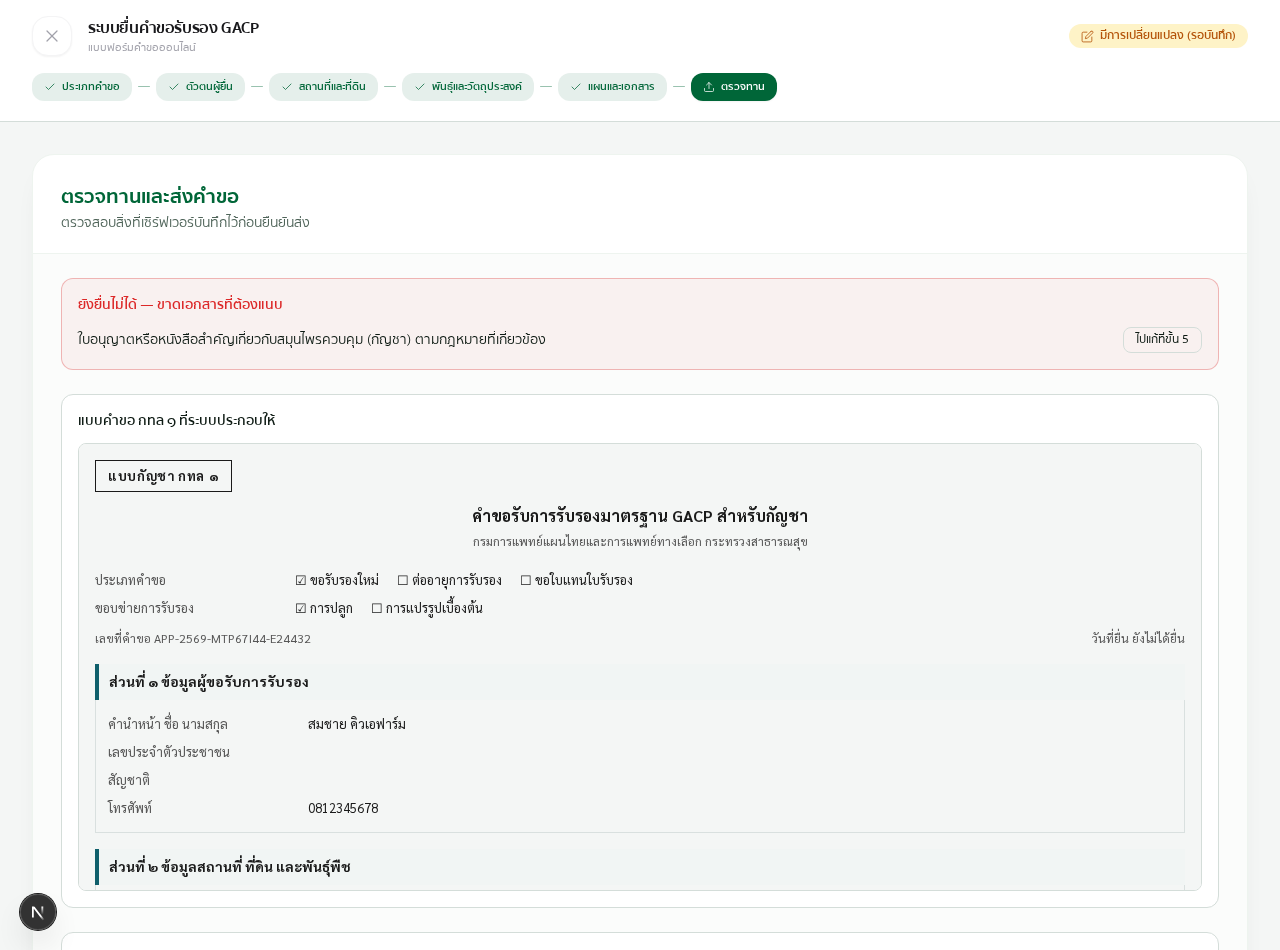 ระบบยื่นคำขอรับรอง GACP
แบบฟอร์มคำขอออนไลน์
มีการเปลี่ยนแปลง (รอบันทึก)
ประเภทคำขอ
ตัวตนผู้ยื่น
สถานที่และที่ดิน
พันธุ์และวัตถุประสงค์
แผนและเอกสาร
ตรวจทาน
ตรวจทานและส่งคำขอ
ตรวจสอบสิ่งที่เซิร์ฟเวอร์บันทึกไว้ก่อนยืนยันส่ง
ยังยื่นไม่ได้ — ขาดเอกสารที่ต้องแนบ
ใบอนุญาตหรือหนังสือสำคัญเกี่ยวกับสมุนไพรควบคุม (กัญชา) ตามกฎหมายที่เกี่ยวข้อง
ไปแก้ที่ขั้น 5
แบบคำขอ กทล ๑ ที่ระบบประกอบให้
แบบกัญชา กทล ๑
คำขอรับการรับรองมาตรฐาน GACP สำหรับกัญชา
กรมการแพทย์แผนไทยและการแพทย์ทางเลือก กระทรวงสาธารณสุข
ประเภทคำขอ ☑ ขอรับรองใหม่ ☐ ต่ออายุการรับรอง ☐ ขอใบแทนใบรับรอง
ขอบข่ายการรับรอง ☑ การปลูก ☐ การแปรรูปเบื้องต้น
เลขที่คำขอ APP-2569-MTP67I44-E24432 วันที่ยื่น ยังไม่ได้ยื่น
ส่วนที่ ๑ ข้อมูลผู้ขอรับการรับรอง
คำนำหน้า ชื่อ นามสกุล สมชาย คิวเอฟาร์ม
เลขประจำตัวประชาชน
สัญชาติ
โทรศัพท์ 0812345678
ส่วนที่ ๒ ข้อมูลสถานที่ ที่ดิน และพันธุ์พืช
N